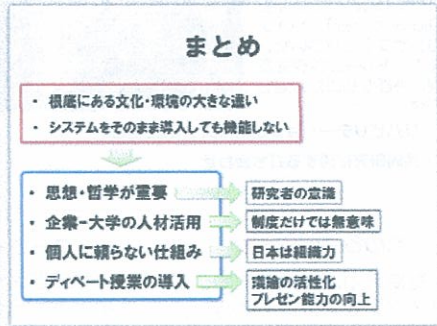 まとめ
・ 根底にある文化・環境の大きな違い
・ システムをそのまま導入しても機能しない
・ 思想・哲学が重要
研究者の意識
・ 企業-大学の人材活用
制度だけでは無意味
・ 個人に頼らない仕組み
日本は組織力
・ ディベート授業の導入
議論の活性化
プレゼン能力の向上